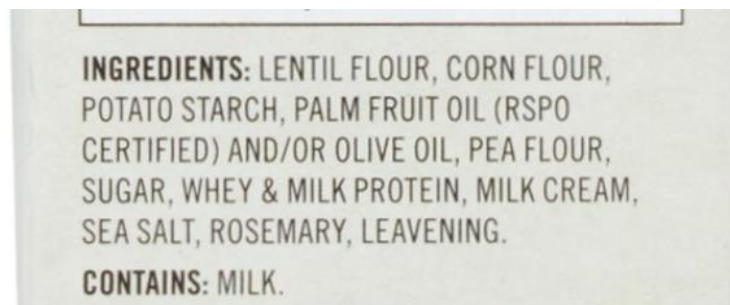 INGREDIENTS: LENTIL FLOUR, CORN FLOUR,
POTATO STARCH, PALM FRUIT OIL (RSPO
CERTIFIED) AND/OR OLIVE OIL, PEA FLOUR,
SUGAR, WHEY & MILK PROTEIN, MILK CREAM,
SEA SALT, ROSEMARY, LEAVENING.
CONTAINS: MILK.